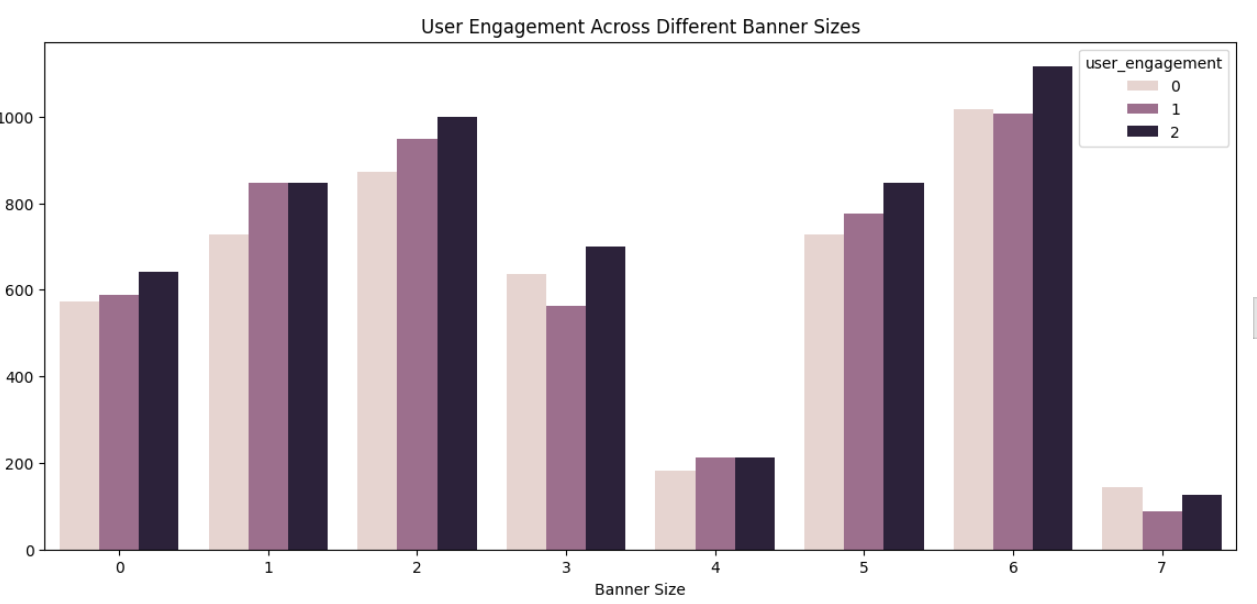 User Engagement Across Different Banner Sizes
user_engagement
0
1
2
1000
800
600
400
200
0
0 1 2 3 4 5 6 7
Banner Size